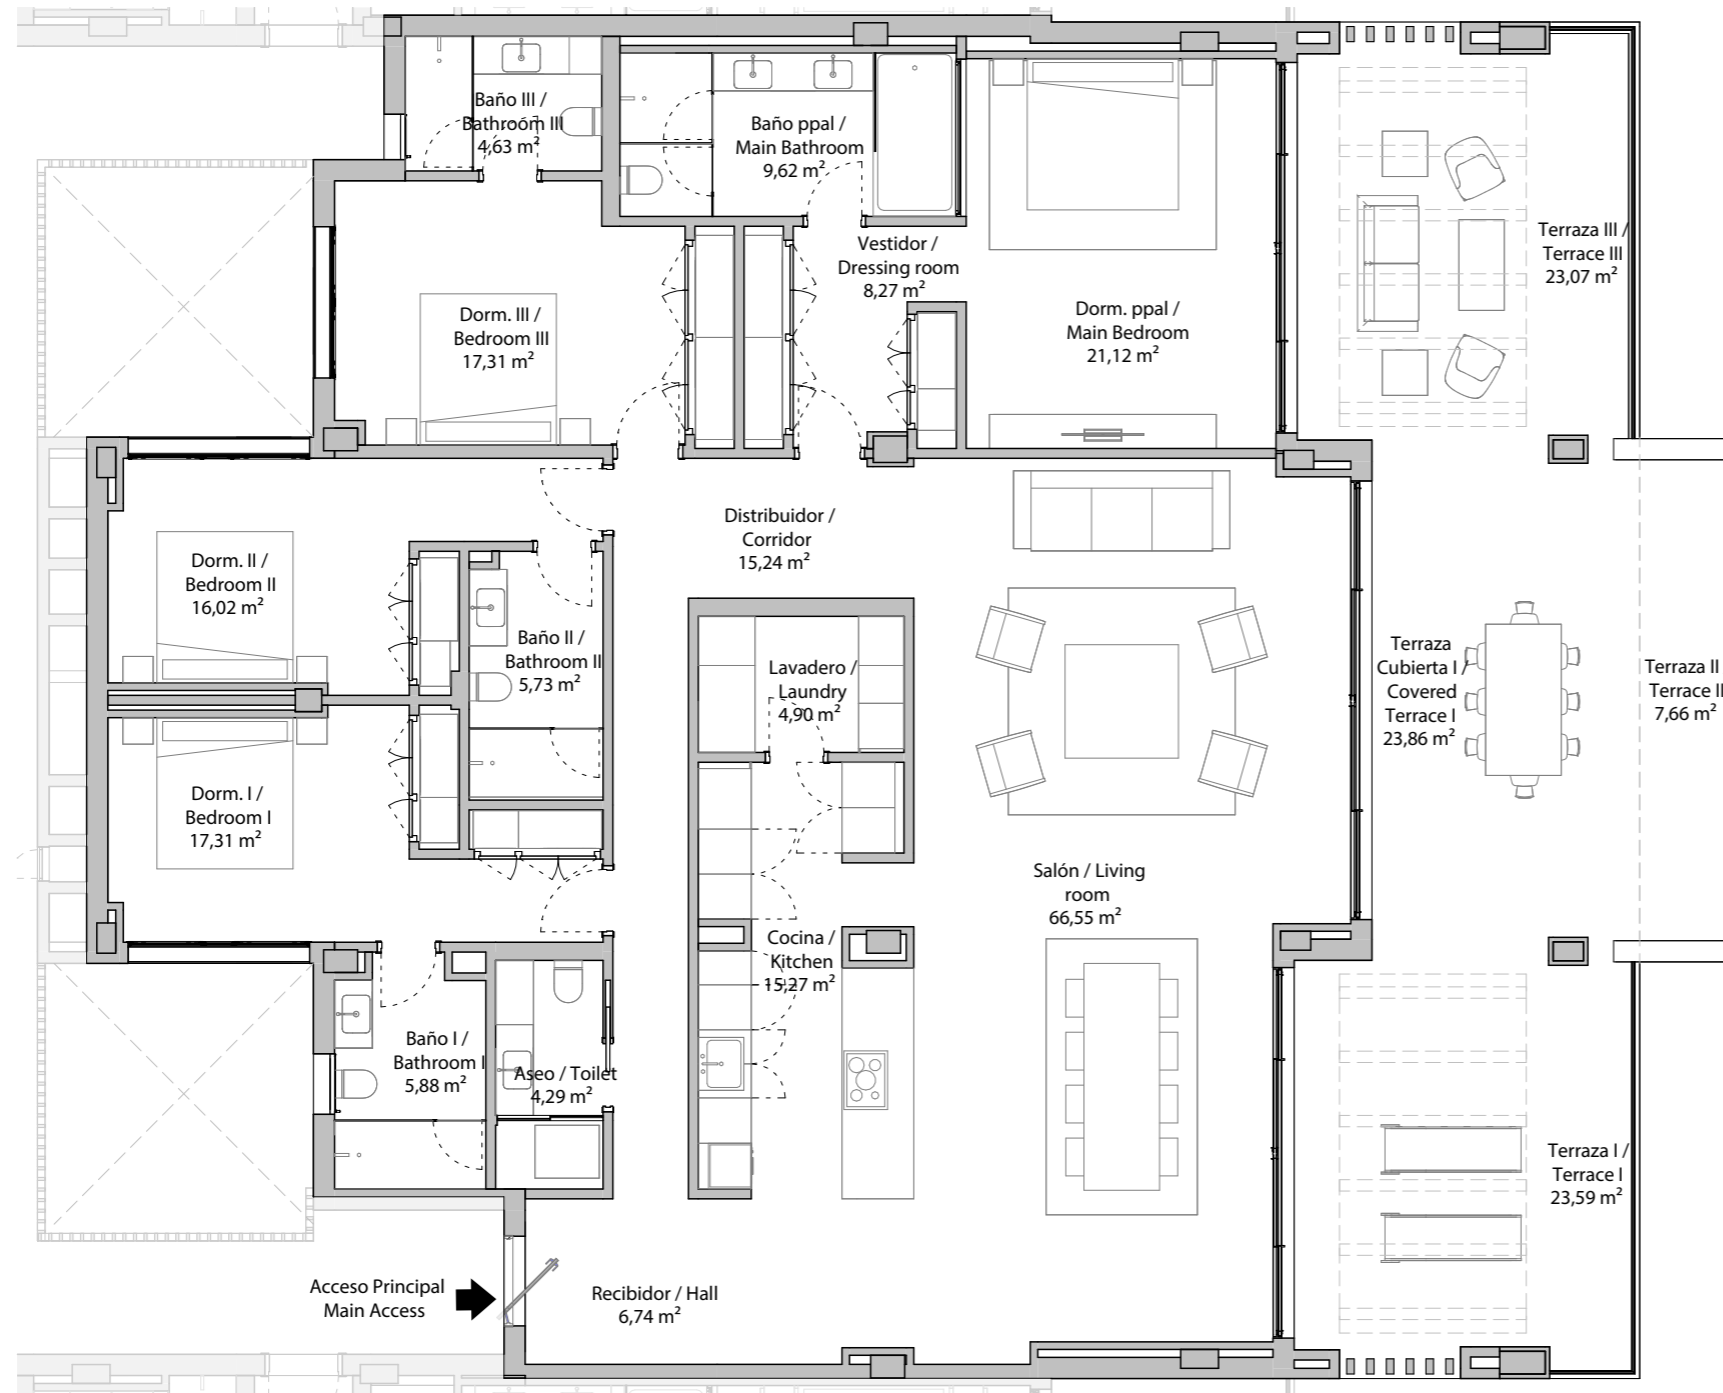 Baño III /
Bathroom III
4,63 m²
Baño ppal /
Main Bathroom
9,62 m²
Vestidor /
Dressing room
8,27 m²
Terraza III /
Terrace III
23,07 m²
Dorm. III /
Bedroom III
17,31 m²
Dorm. ppal /
Main Bedroom
21,12 m²
Distribuidor /
Corridor
15,24 m²
Dorm. II /
Bedroom II
16,02 m²
Baño II /
Bathroom II
5,73 m²
Lavadero /
Laundry
4,90 m²
Terraza
Cubierta I /
Covered
Terrace I
23,86 m²
Terraza II
Terrace II
7,66 m²
Dorm. I /
Bedroom I
17,31 m²
Salón / Living
room
66,55 m²
Cocina /
Kitchen
15,27 m²
Baño I /
Bathroom I
5,88 m²
Aseo / Toilet
4,29 m²
Terraza I /
Terrace I
23,59 m²
Acceso Principal
Main Access
Recibidor / Hall
6,74 m²